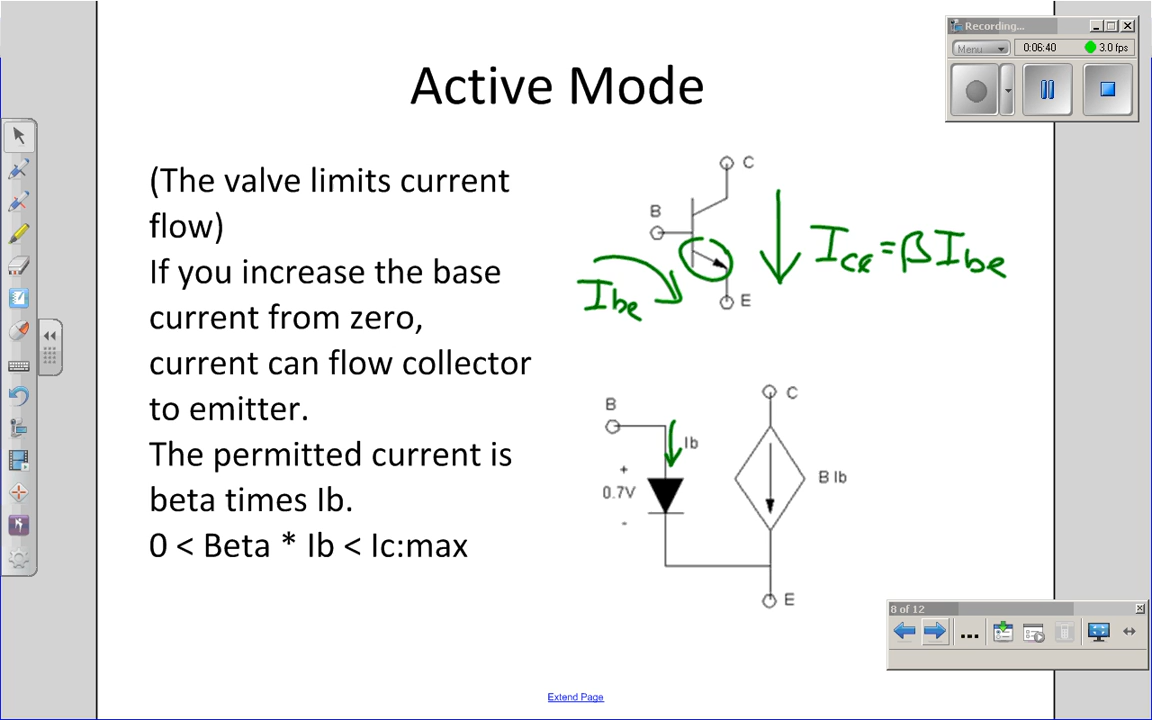 Recording...
Menu
0:06:40
3.0 fps
Active Mode
(The valve limits current
flow)
If you increase the base
current from zero,
current can flow collector
to emitter.
The permitted current is
beta times Ib.
0 < Beta * Ib < Ic:max
C
B
E
Ibe
Ice=βIbe
C
B
Ib
+
0.7V
-
B Ib
E
8 of 12
...
Extend Page